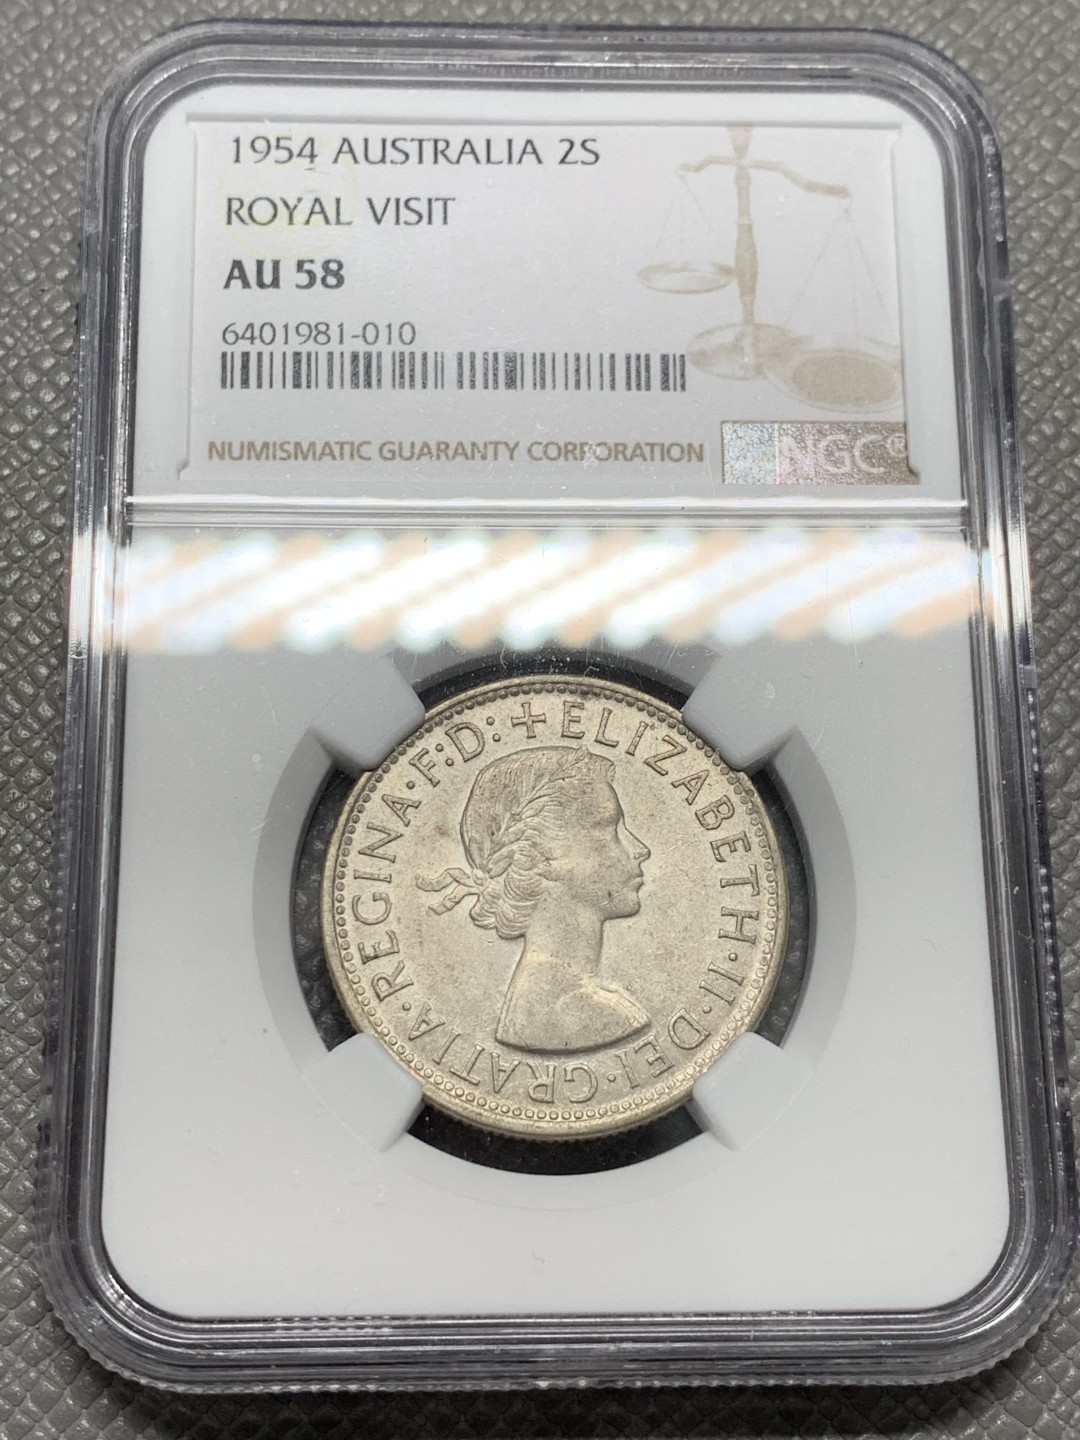 1954 AUSTRALIA 2S
ROYAL VISIT
AU 58
6401981-010
NUMISMATIC GUARANTY CORPORATION
NGC®
+ELIZABETH·II·DEI·GRATIA·REGINA·F:D: